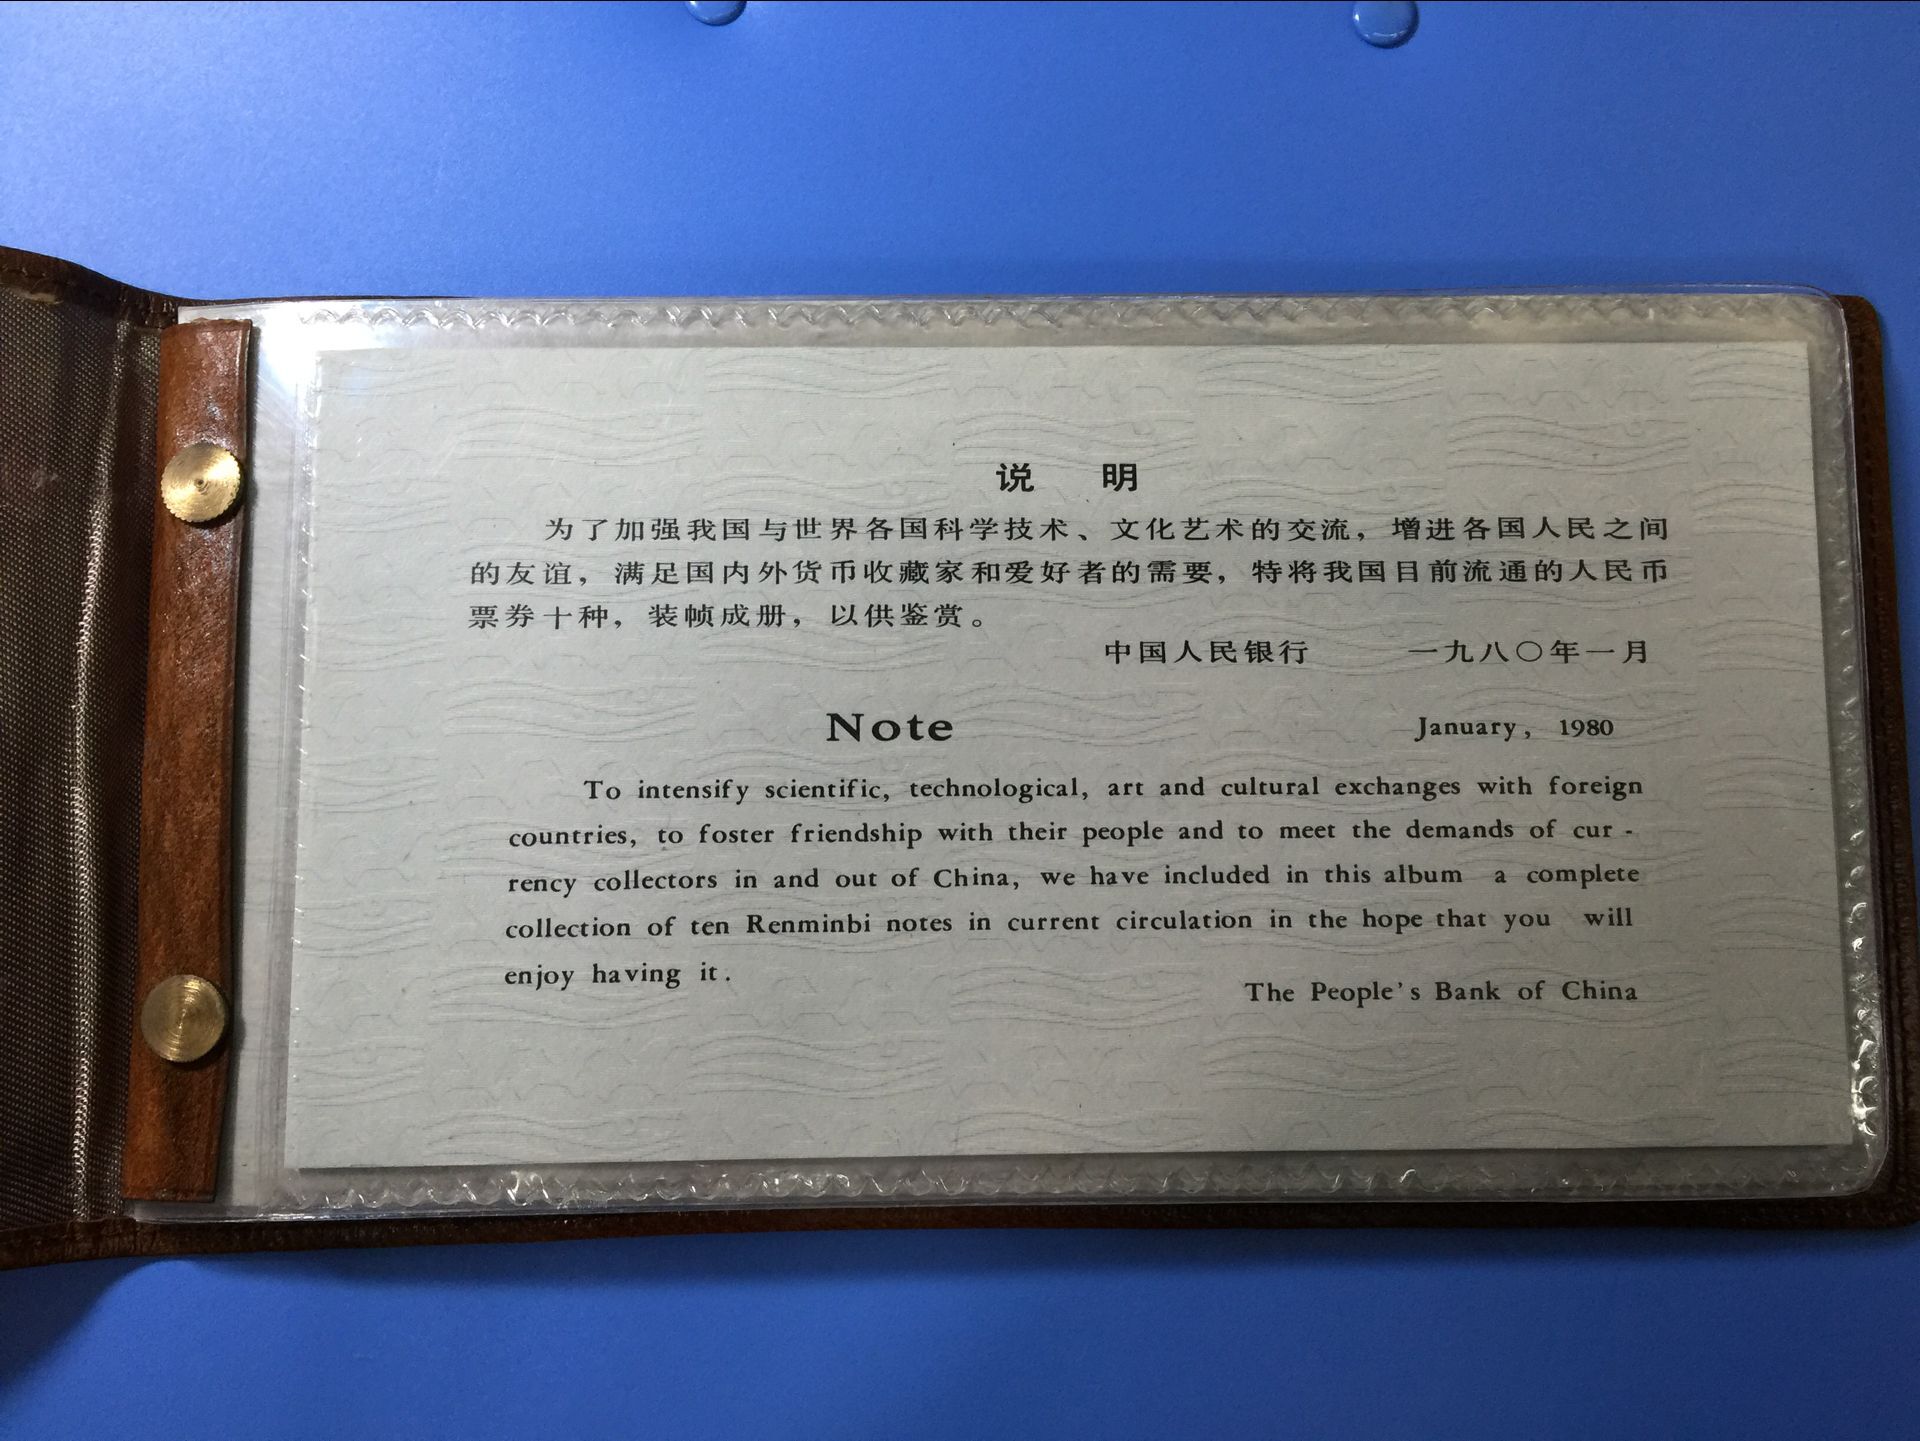 说 明
为了加强我国与世界各国科学技术、文化艺术的交流，增进各国人民之间
的友谊，满足国内外货币收藏家和爱好者的需要，特将我国目前流通的人民币
票券十种，装帧成册，以供鉴赏。
中国人民银行 一九八〇年一月
Note January, 1980
To intensify scientific, technological, art and cultural exchanges with foreign
countries, to foster friendship with their people and to meet the demands of cur -
rency collectors in and out of China, we have included in this album a complete
collection of ten Renminbi notes in current circulation in the hope that you will
enjoy having it.
The People's Bank of China